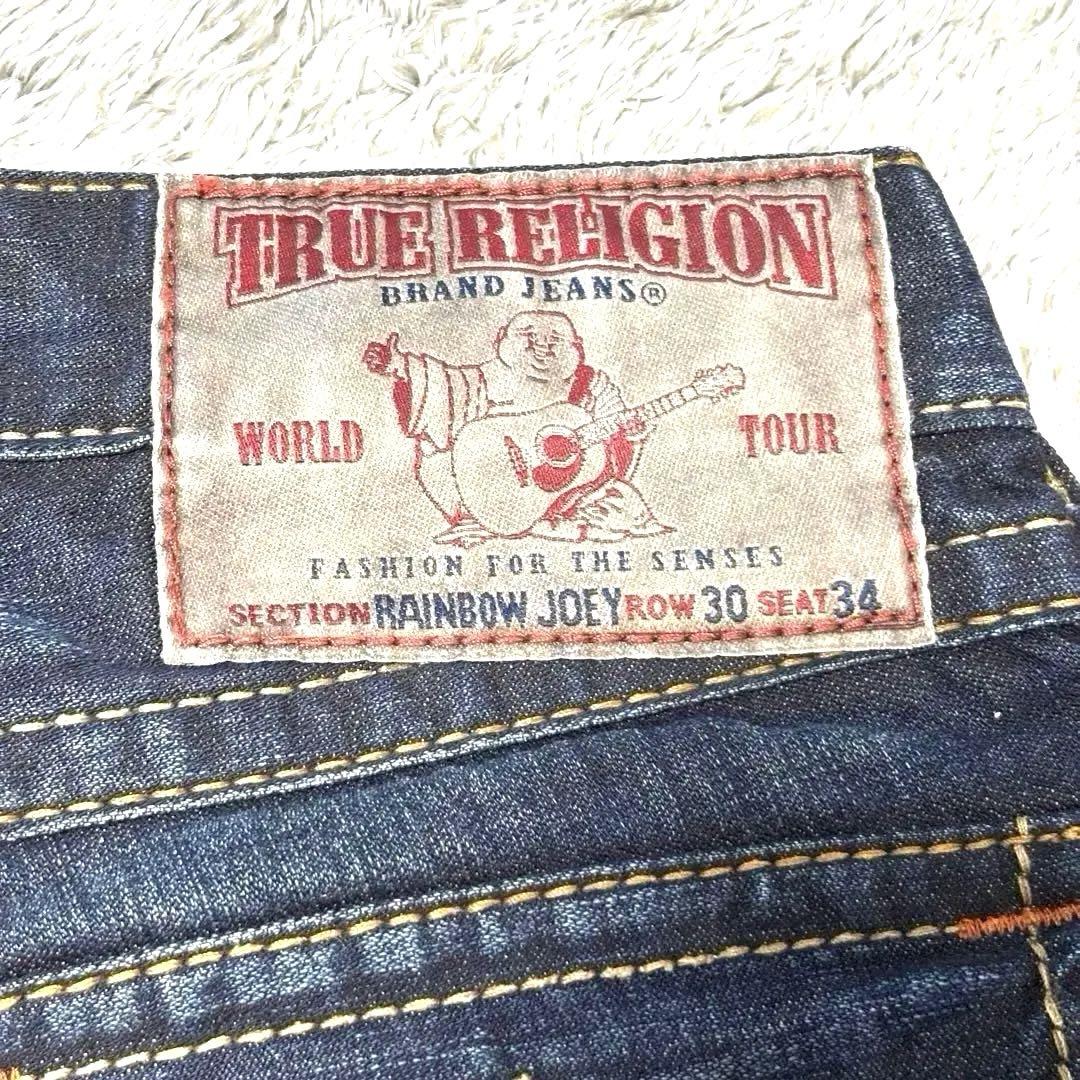 TRUE RELIGION
BRAND JEANS®
WORLD TOUR
FASHION FOR THE SENSES
SECTION RAINBOW JOEY ROW 30 SEAT 34